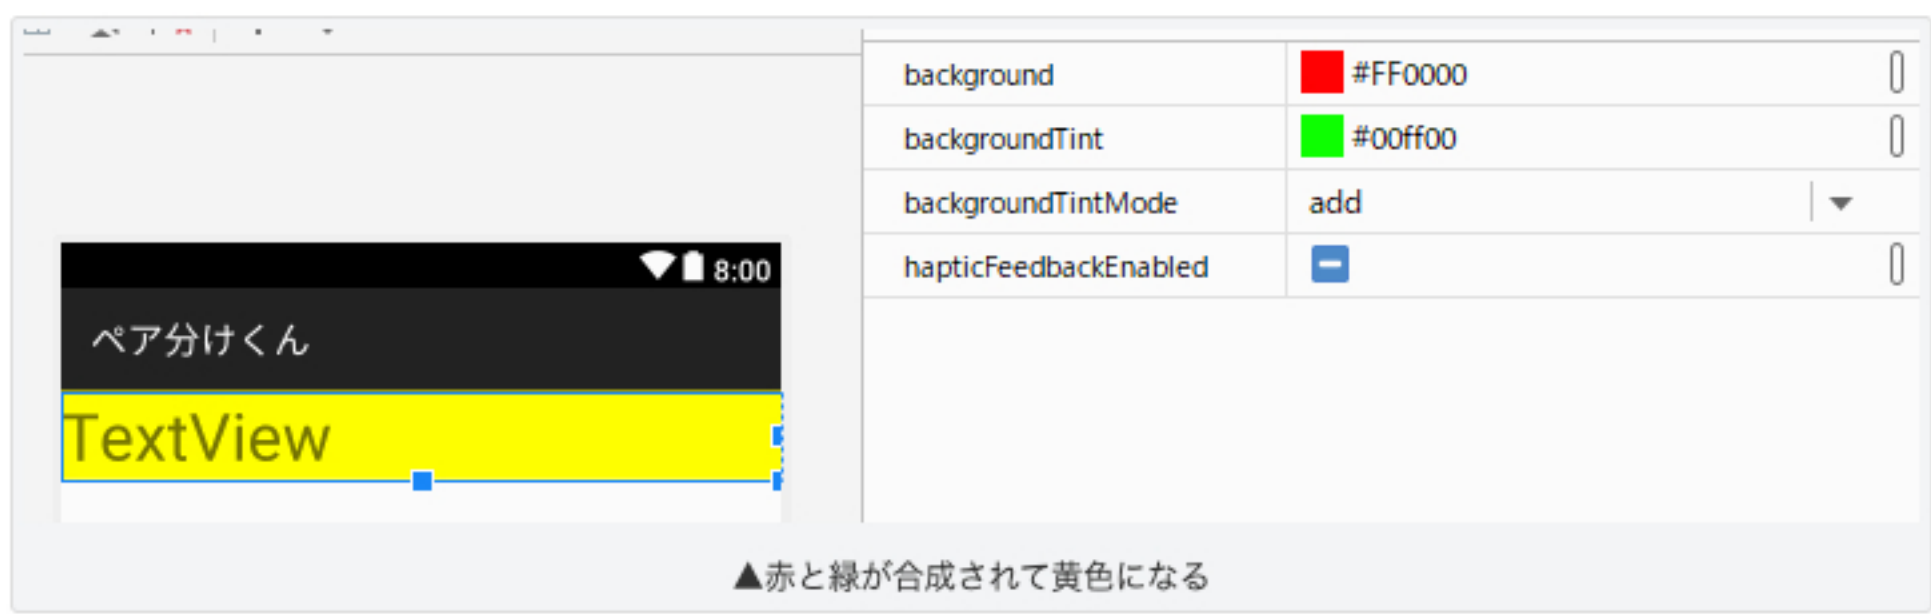 background #FF0000
backgroundTint #00ff00
backgroundTintMode add
hapticFeedbackEnabled
8:00
ペア分けくん
TextView
▲赤と緑が合成されて黄色になる